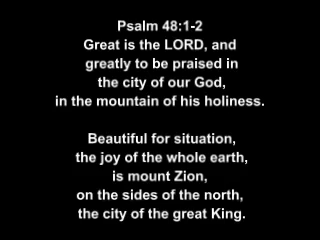 Psalm 48:1-2
Great is the LORD, and
greatly to be praised in
the city of our God,
in the mountain of his holiness.
Beautiful for situation,
the joy of the whole earth,
is mount Zion,
on the sides of the north,
the city of the great King.